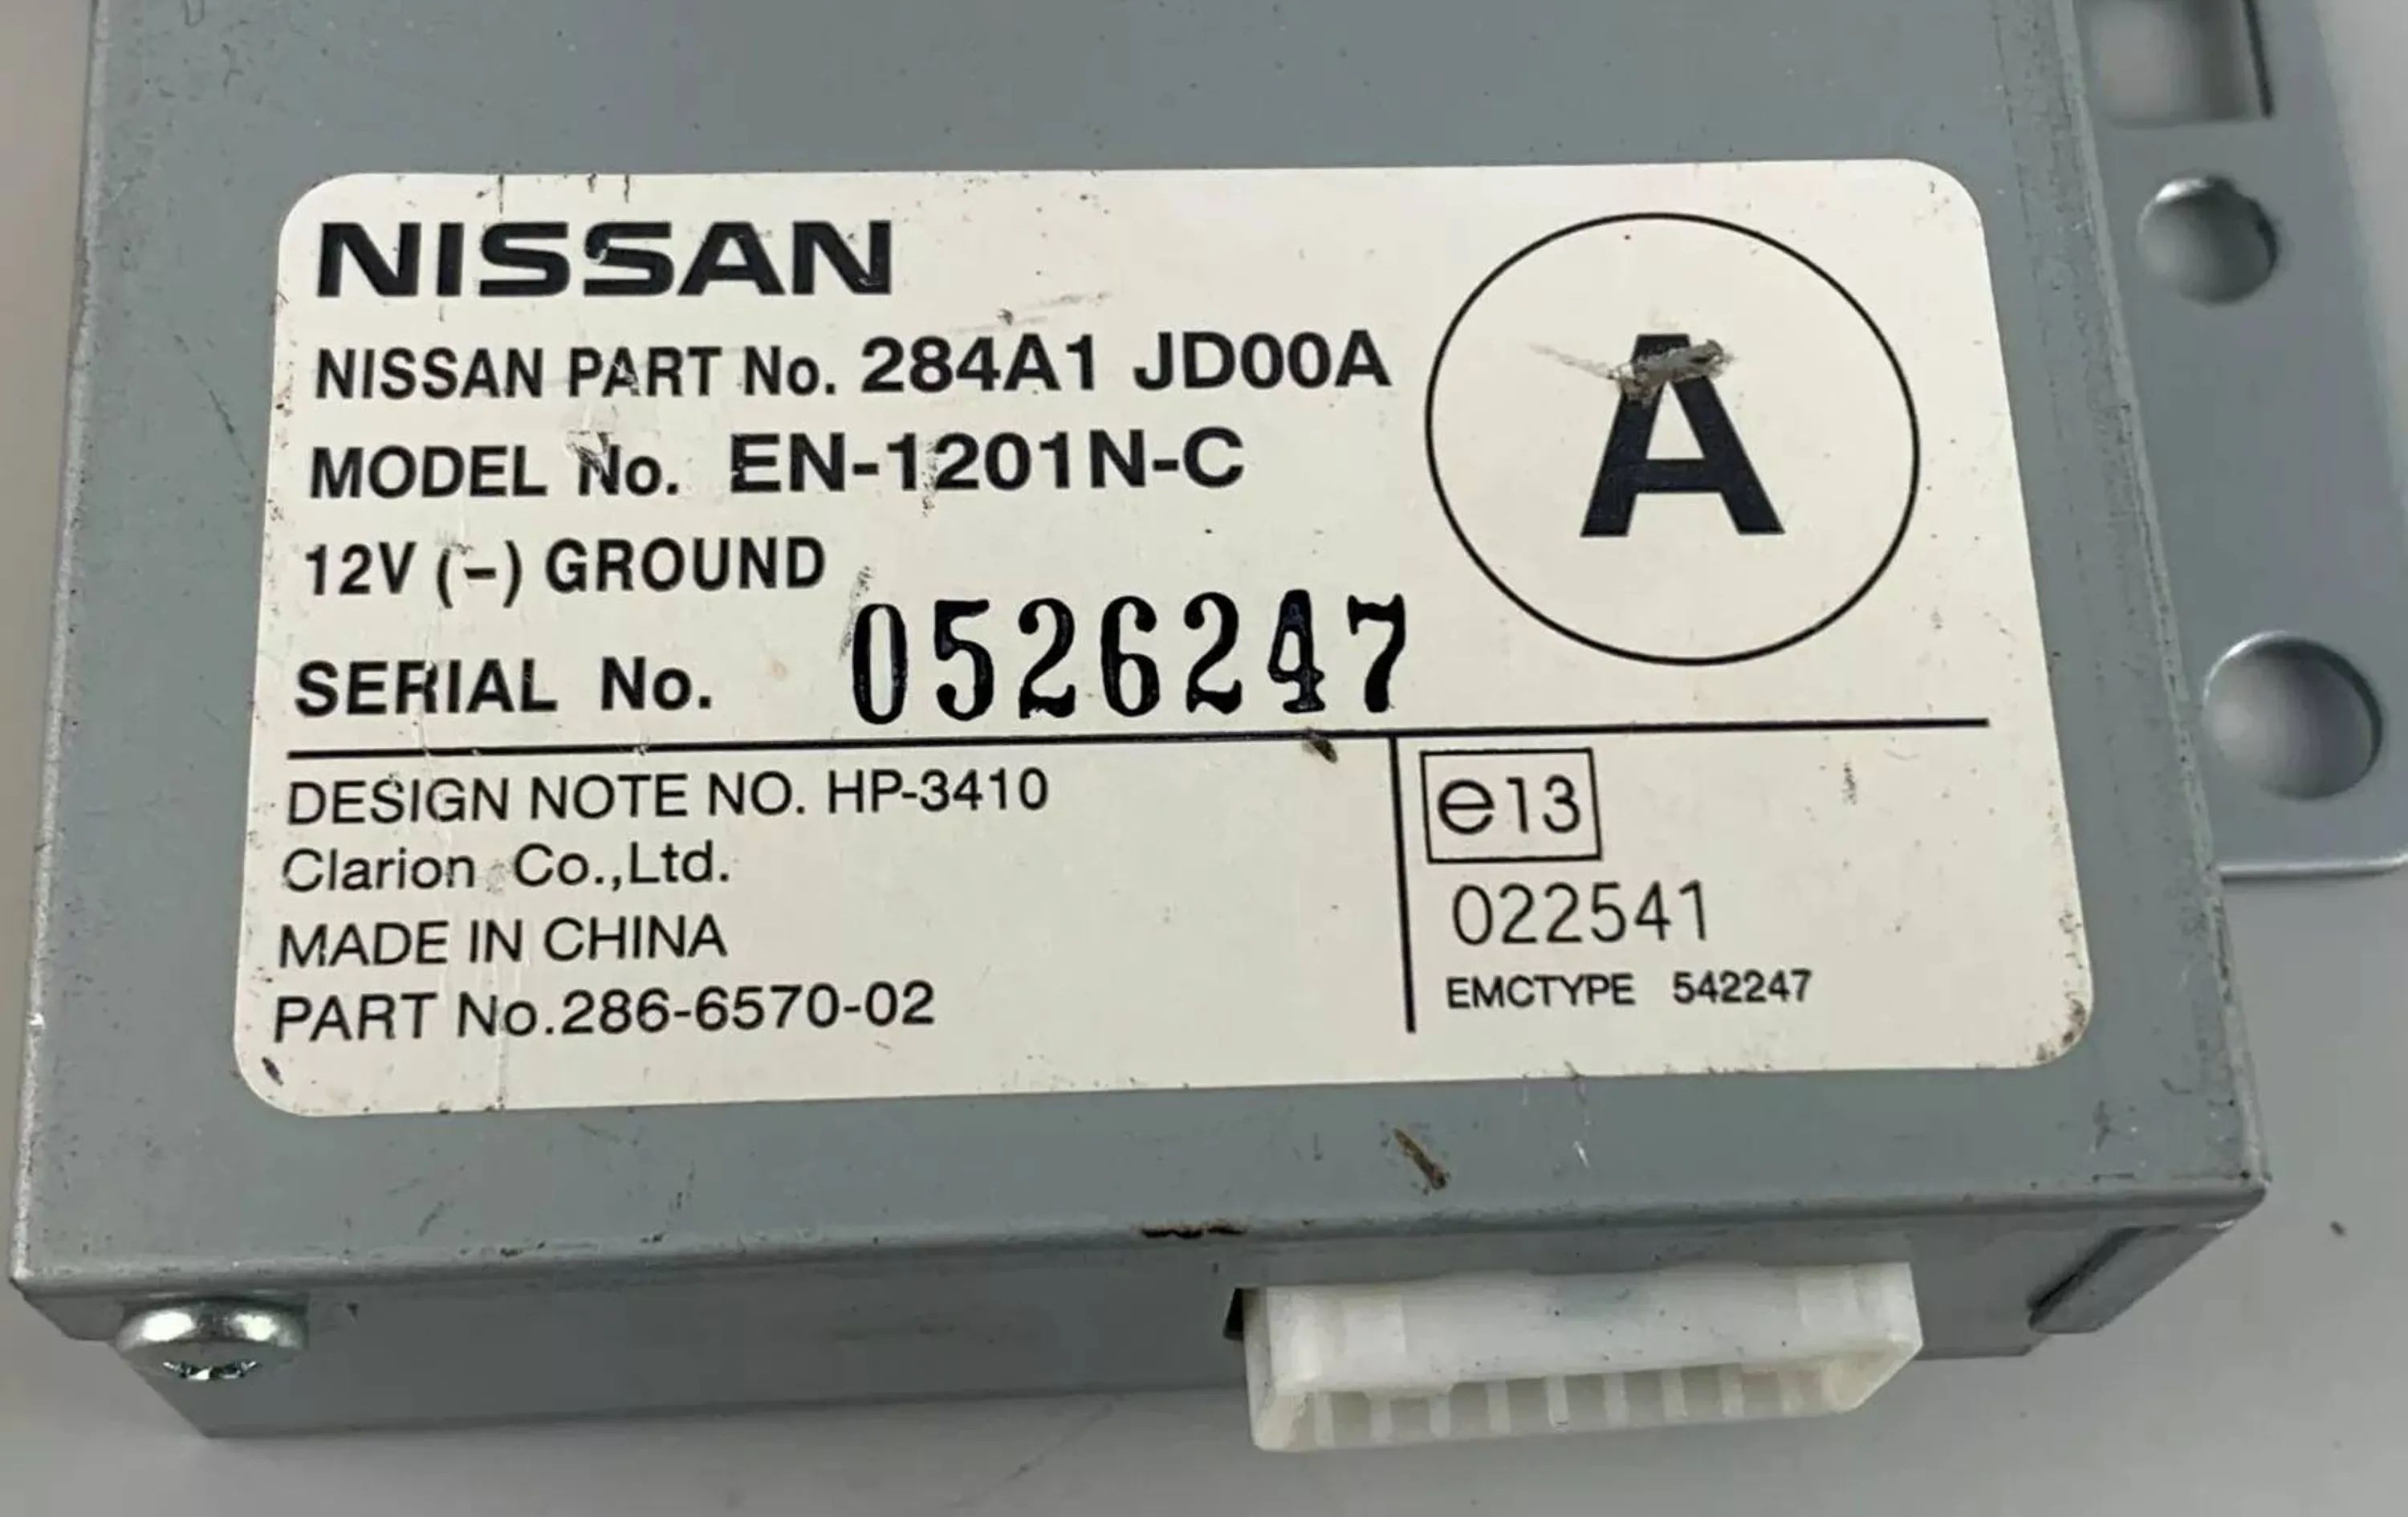 NISSAN
NISSAN PART No. 284A1 JD00A
MODEL No. EN-1201N-C
12V (-) GROUND
SERIAL No. 0526247
A
DESIGN NOTE NO. HP-3410
Clarion Co.,Ltd.
MADE IN CHINA
PART No.286-6570-02
e13
022541
EMCTYPE 542247